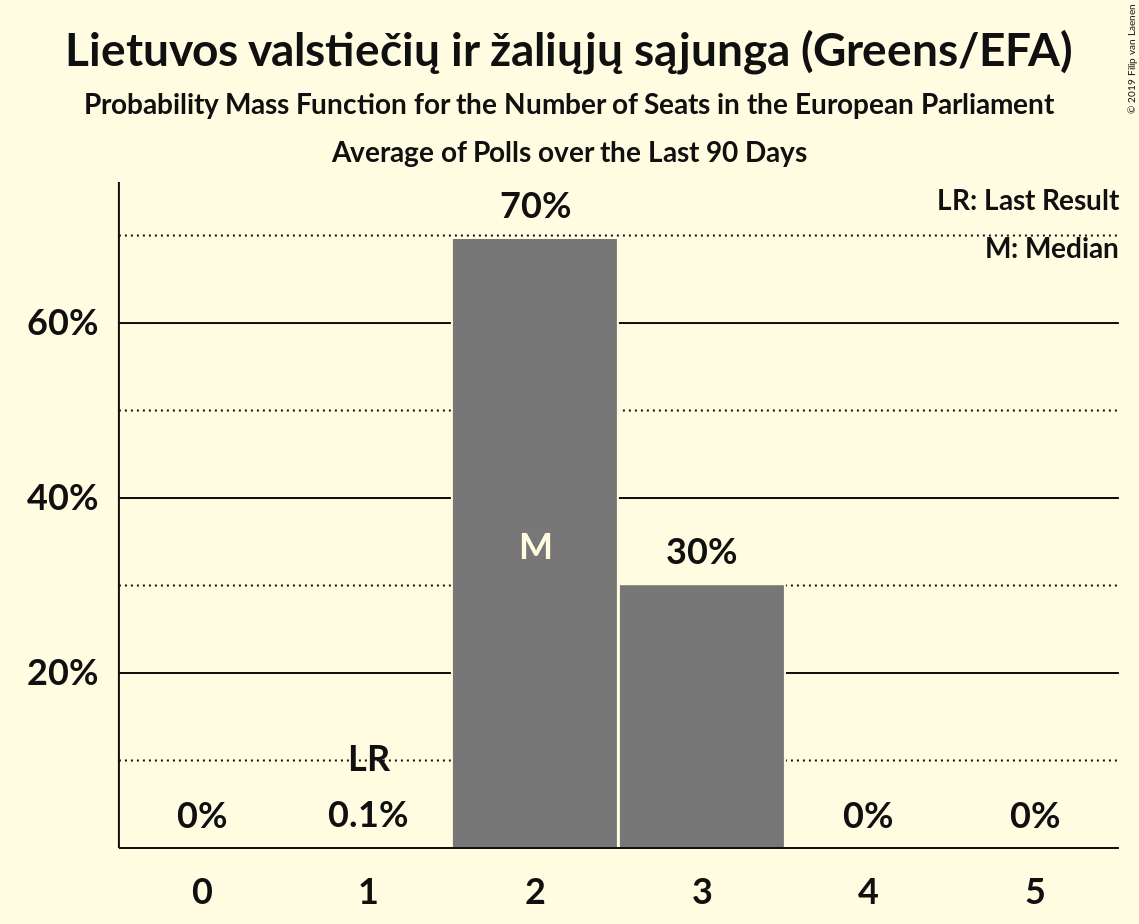 Lietuvos valstiečių ir žaliųjų sąjunga (Greens/EFA)
Probability Mass Function for the Number of Seats in the European Parliament
Average of Polls over the Last 90 Days
© 2019 Filip van Laenen
LR: Last Result
M: Median
70%
60%
40%
M
30%
20%
LR
0% 0.1% 0% 0%
0 1 2 3 4 5